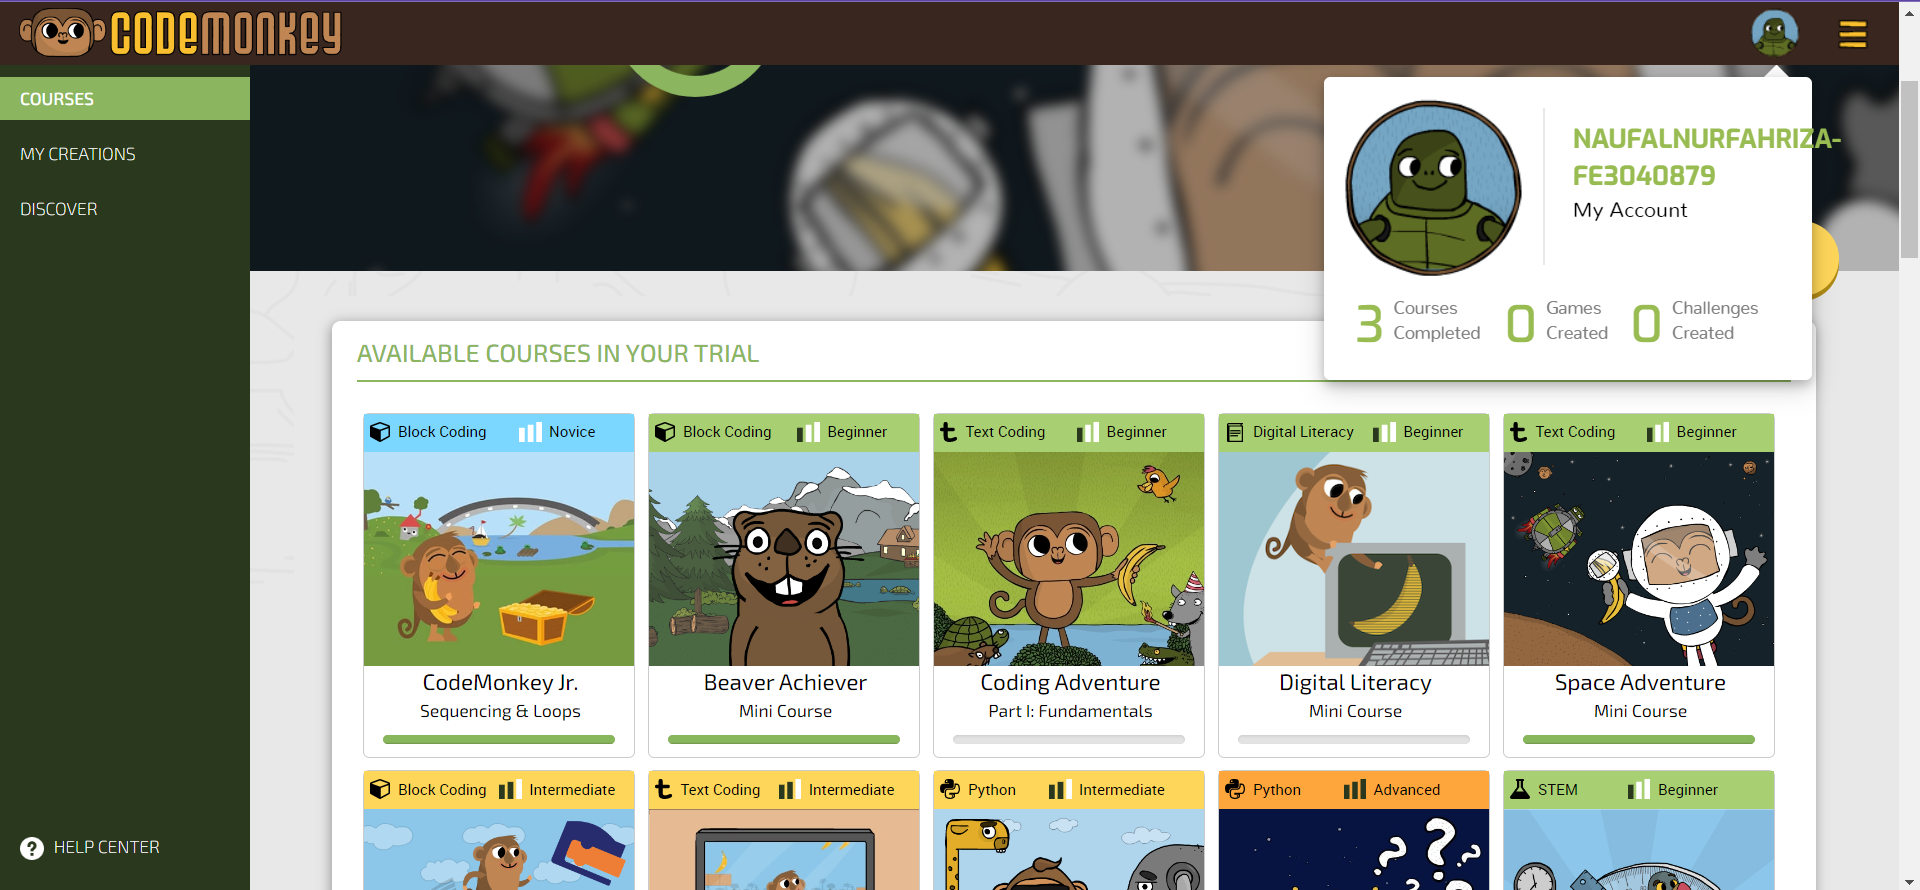 CODEMONKEY
COURSES
MY CREATIONS
DISCOVER
HELP CENTER
NAUFALNURFAHRIZA-
FE3040879
My Account
3 Courses Completed
0 Games Created
0 Challenges Created
AVAILABLE COURSES IN YOUR TRIAL
Block Coding Novice
CodeMonkey Jr.
Sequencing & Loops
Block Coding Beginner
Beaver Achiever
Mini Course
Text Coding Beginner
Coding Adventure
Part I: Fundamentals
Digital Literacy Beginner
Digital Literacy
Mini Course
Text Coding Beginner
Space Adventure
Mini Course
Block Coding Intermediate
Text Coding Intermediate
Python Intermediate
Python Advanced
? ? ?
STEM Beginner